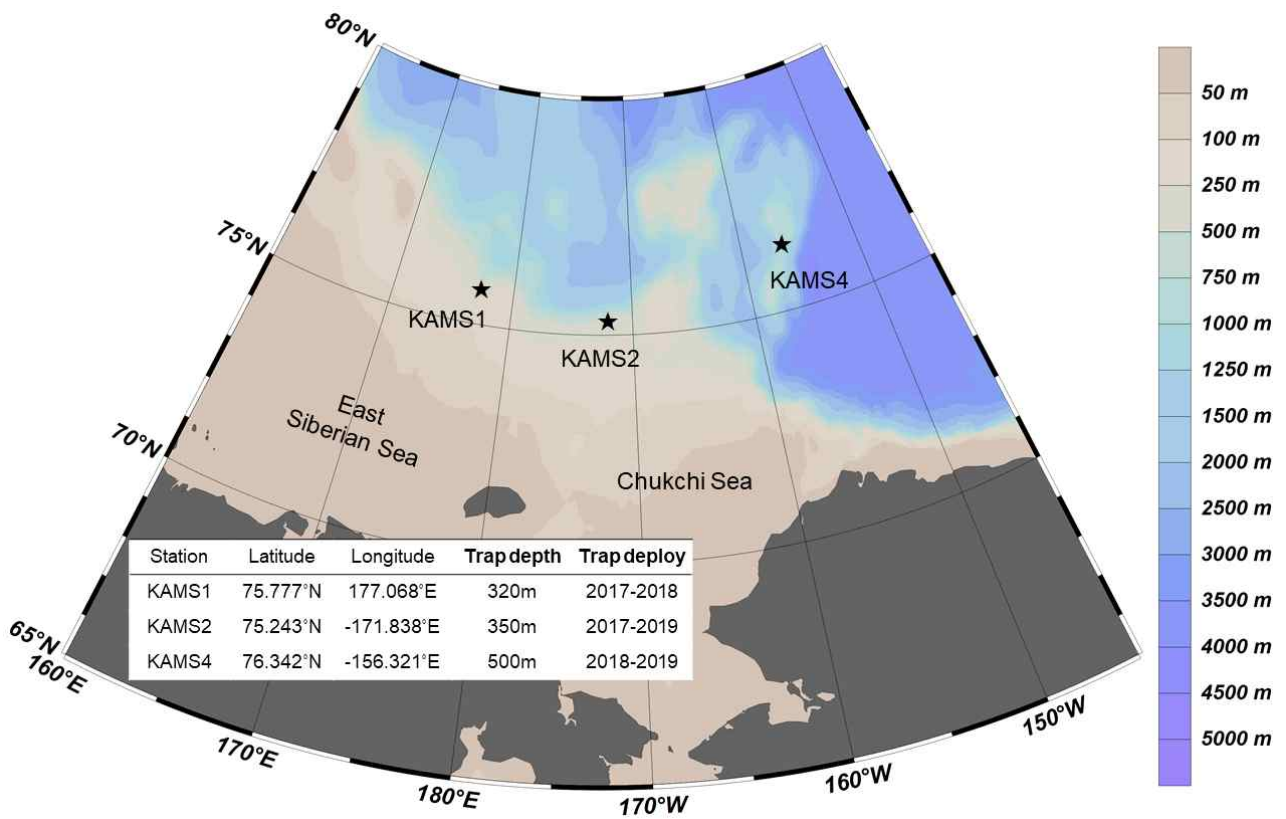 80°N
75°N
70°N
65°N
160°E
170°E
180°E
170°W
160°W
150°W
KAMS1
KAMS2
KAMS4
East
Siberian Sea
Chukchi Sea
Station Latitude Longitude Trap depth Trap deploy
KAMS1 75.777°N 177.068°E 320m 2017-2018
KAMS2 75.243°N -171.838°E 350m 2017-2019
KAMS4 76.342°N -156.321°E 500m 2018-2019
50 m
100 m
250 m
500 m
750 m
1000 m
1250 m
1500 m
2000 m
2500 m
3000 m
3500 m
4000 m
4500 m
5000 m